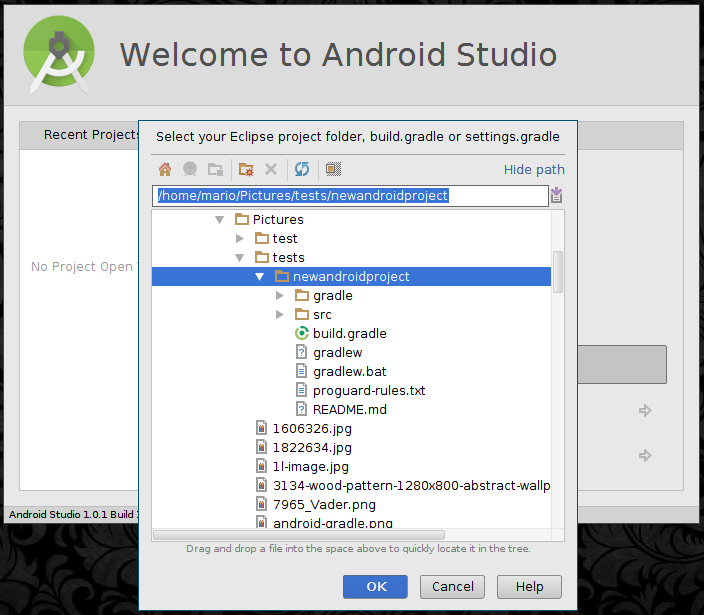 Welcome to Android Studio
Recent Projects
Select your Eclipse project folder, build.gradle or settings.gradle
Hide path
/home/mario/Pictures/tests/newandroidproject
Pictures
test
tests
No Project Open
newandroidproject
gradle
src
build.gradle
gradlew
gradlew.bat
proguard-rules.txt
README.md
1606326.jpg
1822634.jpg
1l-image.jpg
3134-wood-pattern-1280x800-abstract-wallp
7965_Vader.png
Android Studio 1.0.1 Build
android-gradle.png
Drag and drop a file into the space above to quickly locate it in the tree.
OK
Cancel
Help